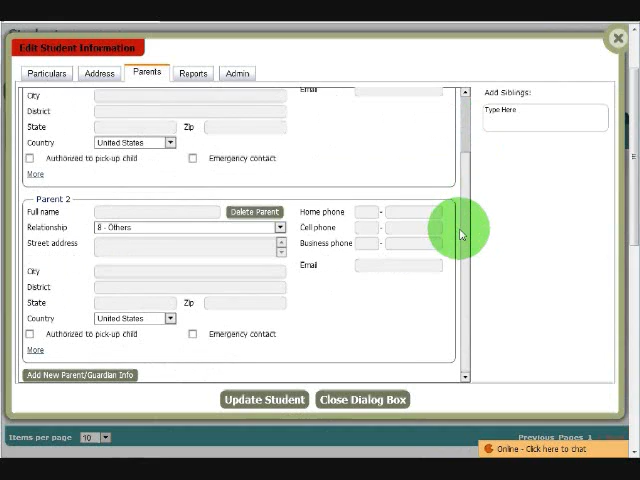 Edit Student Information
Particulars Address Parents Reports Admin
Add Siblings:
Type Here
City
Email
District
State Zip
Country United States
Authorized to pick-up child Emergency contact
More
Parent 2
Full name Delete Parent Home phone -
Relationship 8 - Others Cell phone -
Street address Business phone -
Email
City
District
State Zip
Country United States
Authorized to pick-up child Emergency contact
More
Add New Parent/Guardian Info
Update Student Close Dialog Box
Items per page 10 Previous Pages 1
Online - Click here to chat